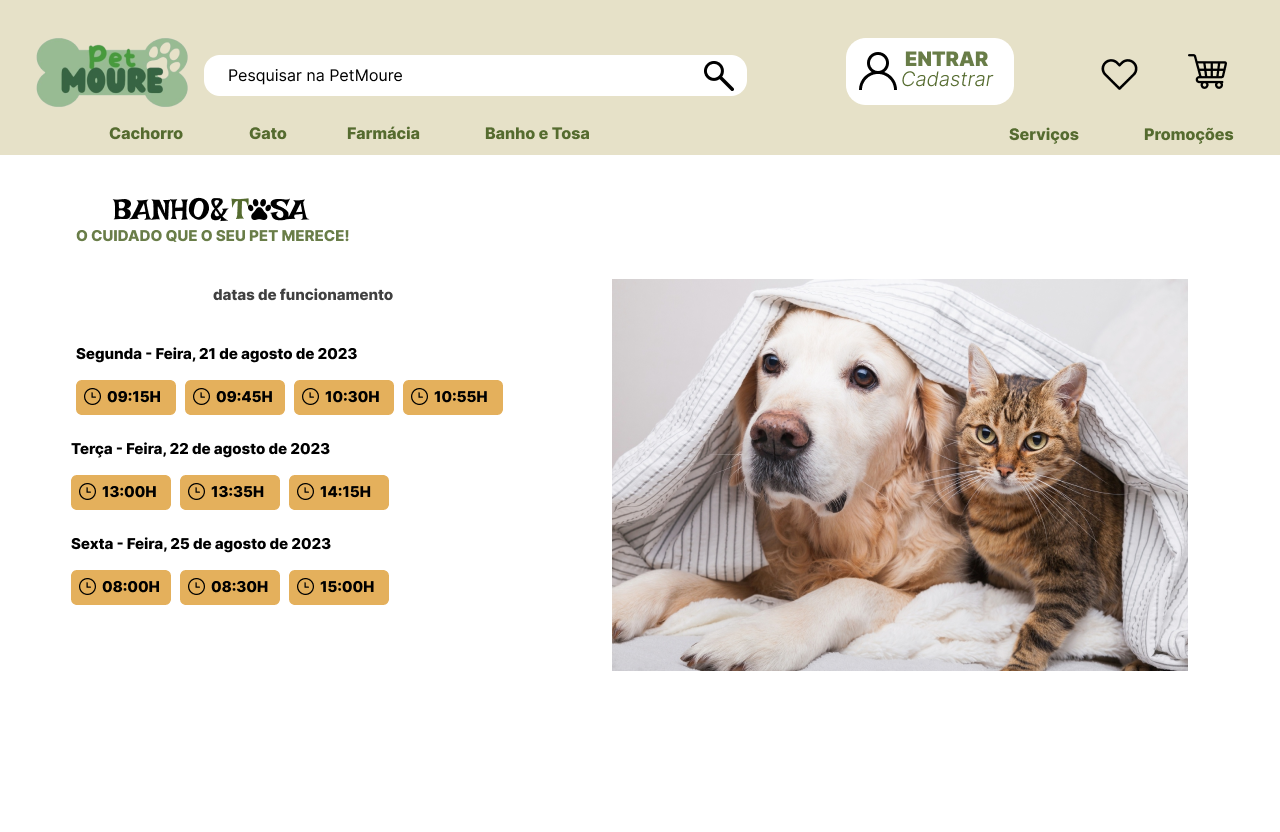 Pet
MOURE
Pesquisar na PetMoure
ENTRAR
Cadastrar
Cachorro Gato Farmácia Banho e Tosa Serviços Promoções
BANHO&TOSA
O CUIDADO QUE O SEU PET MERECE!
datas de funcionamento
Segunda - Feira, 21 de agosto de 2023
09:15H 09:45H 10:30H 10:55H
Terça - Feira, 22 de agosto de 2023
13:00H 13:35H 14:15H
Sexta - Feira, 25 de agosto de 2023
08:00H 08:30H 15:00H